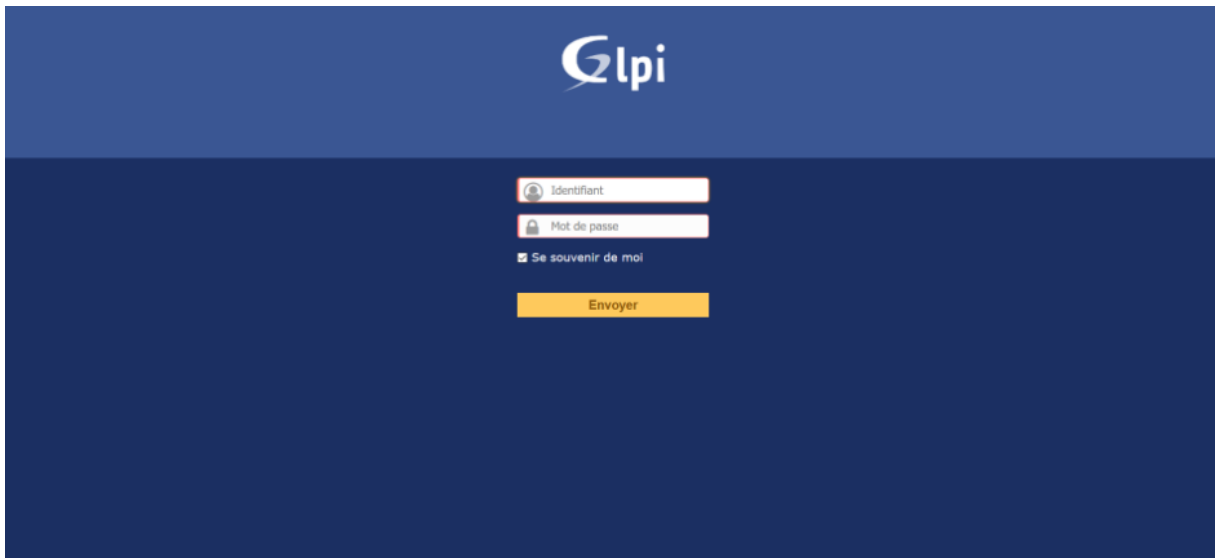 Glpi
Identifiant
Mot de passe
Se souvenir de moi
Envoyer